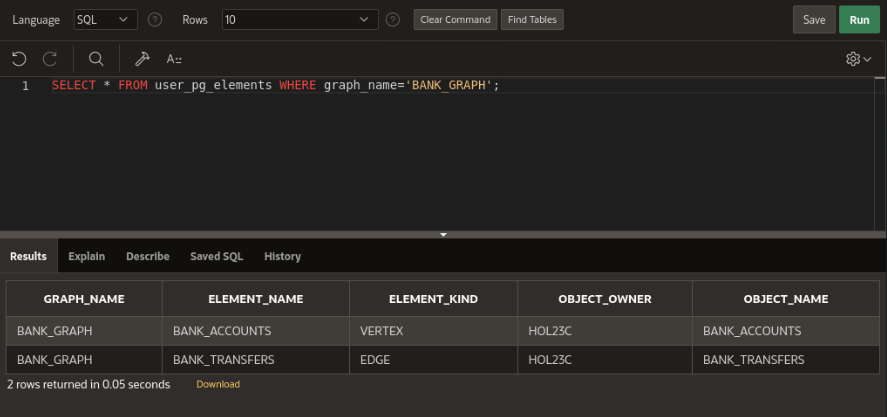 Language SQL ? Rows 10 ? Clear Command Find Tables Save Run
A::
1 SELECT * FROM user_pg_elements WHERE graph_name='BANK_GRAPH';
Results Explain Describe Saved SQL History
GRAPH_NAME ELEMENT_NAME ELEMENT_KIND OBJECT_OWNER OBJECT_NAME
BANK_GRAPH BANK_ACCOUNTS VERTEX HOL23C BANK_ACCOUNTS
BANK_GRAPH BANK_TRANSFERS EDGE HOL23C BANK_TRANSFERS
2 rows returned in 0.05 seconds Download